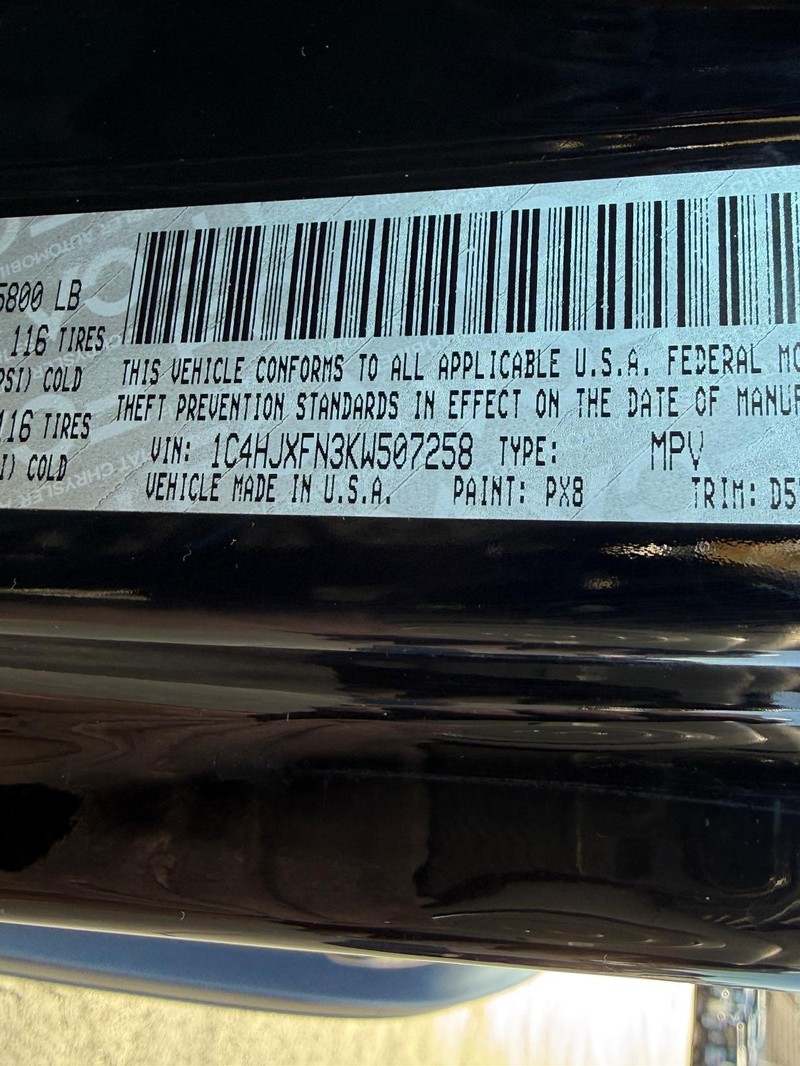 5800 LB
116 TIRES
PSI) COLD
116 TIRES
I) COLD
THIS VEHICLE CONFORMS TO ALL APPLICABLE U.S.A. FEDERAL MO
THEFT PREVENTION STANDARDS IN EFFECT ON THE DATE OF MANUF
VIN: 1C4HJXFN3KW507258 TYPE: MPV
VEHICLE MADE IN U.S.A. PAINT: PX8 TRIM: D5